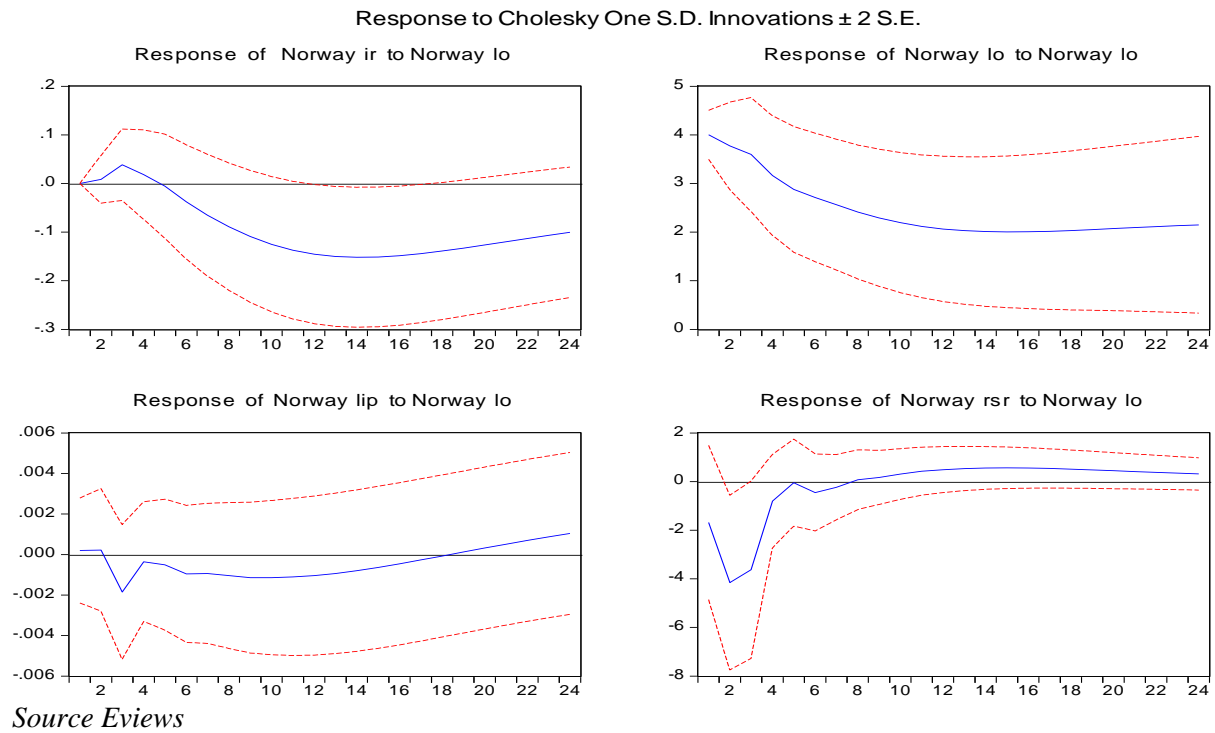 Response to Cholesky One S.D. Innovations ± 2 S.E.
Response of Norway ir to Norway lo
.2
.1
.0
-.1
-.2
-.3
2 4 6 8 10 12 14 16 18 20 22 24
Response of Norway lo to Norway lo
5
4
3
2
1
0
2 4 6 8 10 12 14 16 18 20 22 24
Response of Norway lip to Norway lo
.006
.004
.002
.000
-.002
-.004
-.006
2 4 6 8 10 12 14 16 18 20 22 24
Response of Norway rsr to Norway lo
2
0
-2
-4
-6
-8
2 4 6 8 10 12 14 16 18 20 22 24
Source Eviews